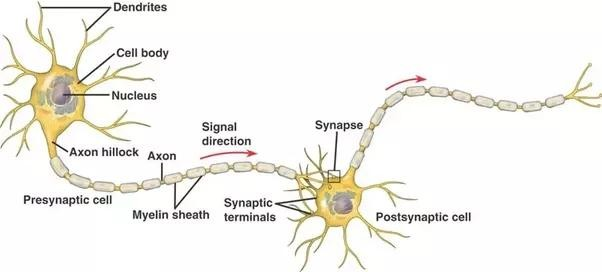 Dendrites
Cell body
Nucleus
Axon hillock
Presynaptic cell
Axon
Myelin sheath
Signal
direction
Synapse
Synaptic
terminals
Postsynaptic cell